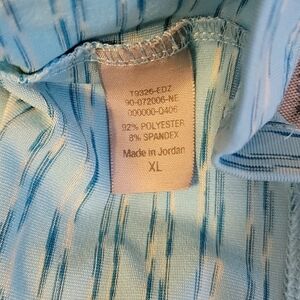 T9326-EDZ
90-072006-NE
000000-0406
92% POLYESTER
8% SPANDEX
Made in Jordan
XL